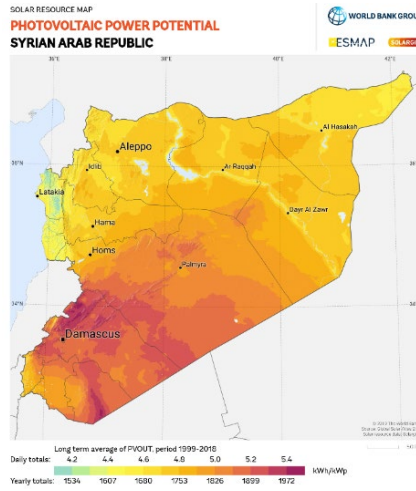 SOLAR RESOURCE MAP
PHOTOVOLTAIC POWER POTENTIAL
SYRIAN ARAB REPUBLIC
WORLD BANK GROU
ESMAP SOLARG
36°E 38°E 40°E 42°E
Al Hasakah
Aleppo
36°N
Idlib
Ar Raqqah
Latakia
Dayr Al Zawr
Hama
Homs
Palmyra
34°N
Damascus
Long term average of PVOUT, period 1999-2018
Daily totals: 4.2 4.4 4.6 4.8 5.0 5.2 5.4
kWh/kWp
Yearly totals: 1534 1607 1680 1753 1826 1899 1972